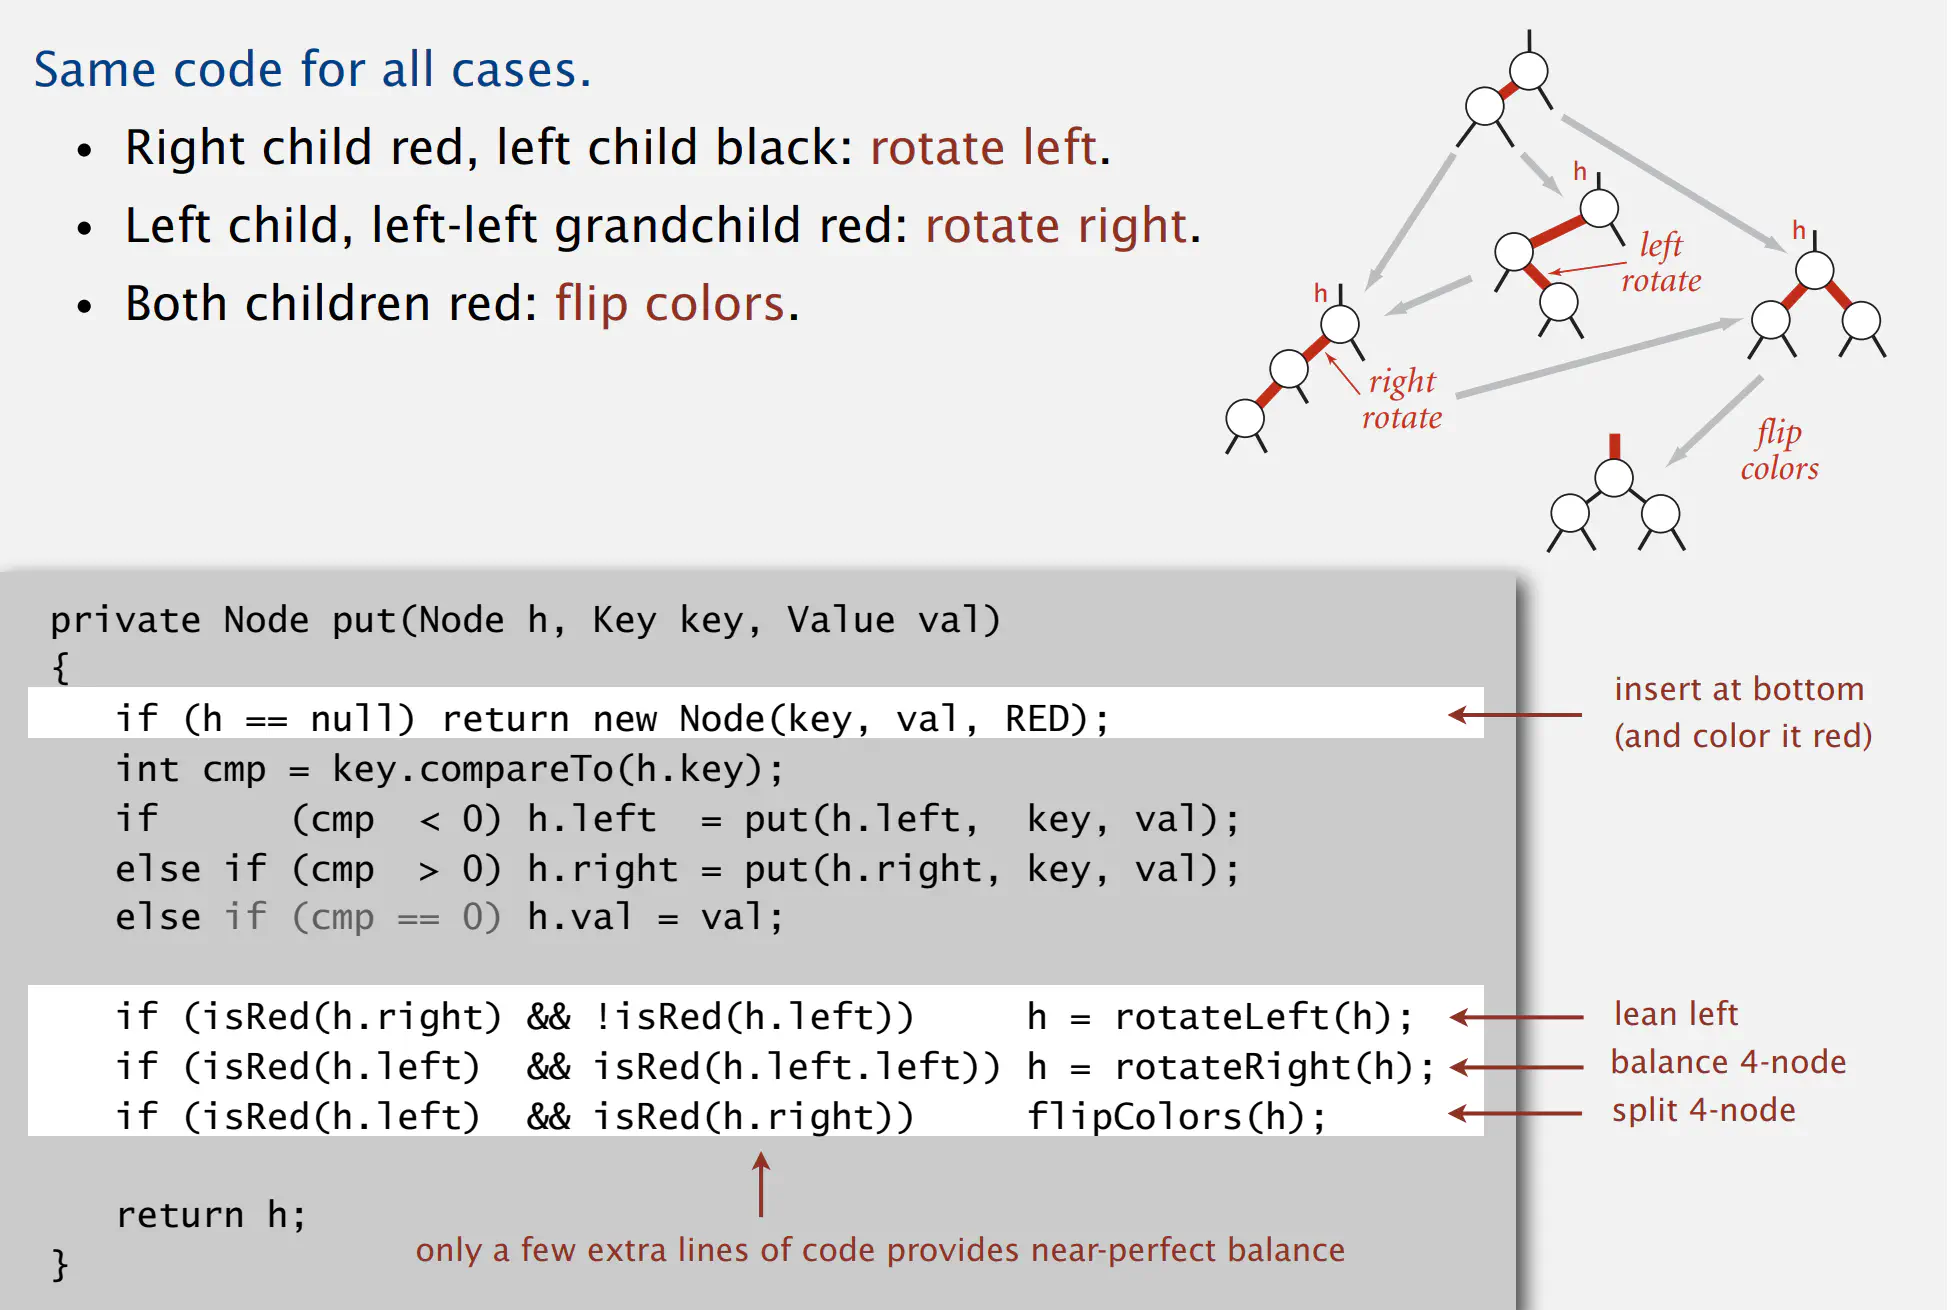 Same code for all cases.
• Right child red, left child black: rotate left.
• Left child, left-left grandchild red: rotate right.
• Both children red: flip colors.
h
left
rotate
h
h
right
rotate
flip
colors
private Node put(Node h, Key key, Value val)
{
   if (h == null) return new Node(key, val, RED);
insert at bottom
(and color it red)
   int cmp = key.compareTo(h.key);
   if      (cmp  < 0) h.left  = put(h.left,  key, val);
   else if (cmp  > 0) h.right = put(h.right, key, val);
   else if (cmp == 0) h.val = val;
   if (isRed(h.right) && !isRed(h.left))     h = rotateLeft(h);
lean left
   if (isRed(h.left)  && isRed(h.left.left)) h = rotateRight(h);
balance 4-node
   if (isRed(h.left)  && isRed(h.right))     flipColors(h);
split 4-node
   return h;
only a few extra lines of code provides near-perfect balance
}